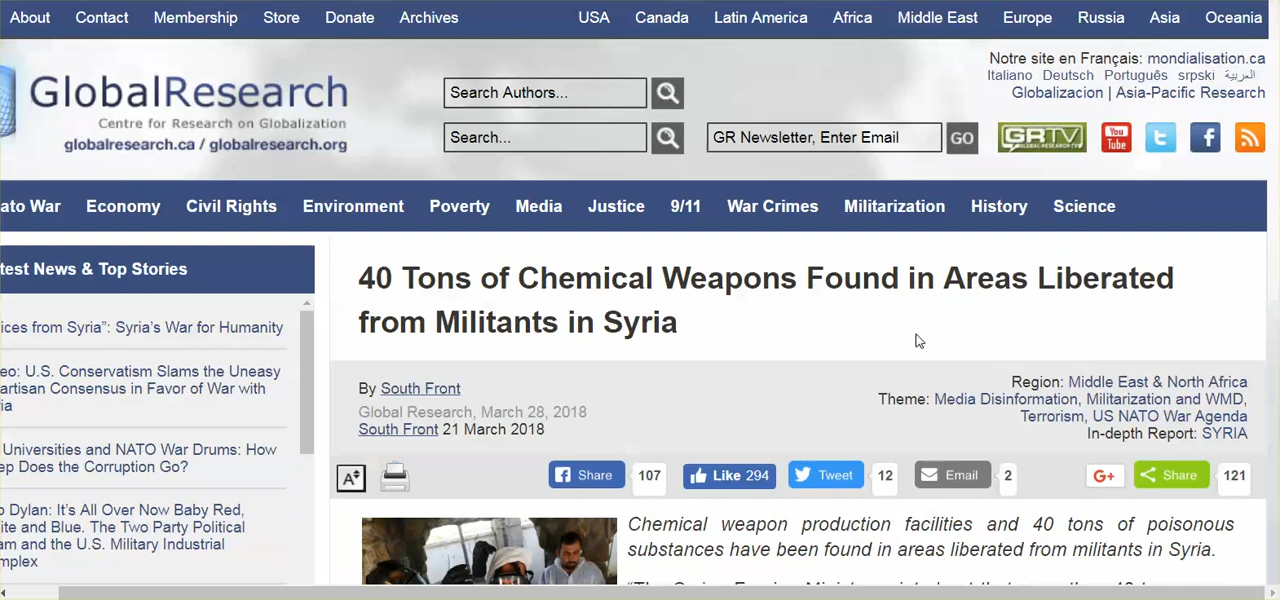 About Contact Membership Store Donate Archives USA Canada Latin America Africa Middle East Europe Russia Asia Oceania
Notre site en Français: mondialisation.ca
Italiano Deutsch Português srpski العربية
Globalizacion | Asia-Pacific Research
GlobalResearch
Centre for Research on Globalization
globalresearch.ca / globalresearch.org
Search Authors...
Search... GR Newsletter, Enter Email GO GRTV You Tube
ato War Economy Civil Rights Environment Poverty Media Justice 9/11 War Crimes Militarization History Science
test News & Top Stories
ices from Syria”: Syria's War for Humanity
eo: U.S. Conservatism Slams the Uneasy
artisan Consensus in Favor of War with
ia
Universities and NATO War Drums: How
ep Does the Corruption Go?
Dylan: It's All Over Now Baby Red,
ite and Blue. The Two Party Political
am and the U.S. Military Industrial
mplex
40 Tons of Chemical Weapons Found in Areas Liberated
from Militants in Syria
By South Front
Global Research, March 28, 2018
South Front 21 March 2018
Region: Middle East & North Africa
Theme: Media Disinformation, Militarization and WMD,
Terrorism, US NATO War Agenda
In-depth Report: SYRIA
A Share 107 Like 294 Tweet 12 Email 2 G+ Share 121
Chemical weapon production facilities and 40 tons of poisonous
substances have been found in areas liberated from militants in Syria.